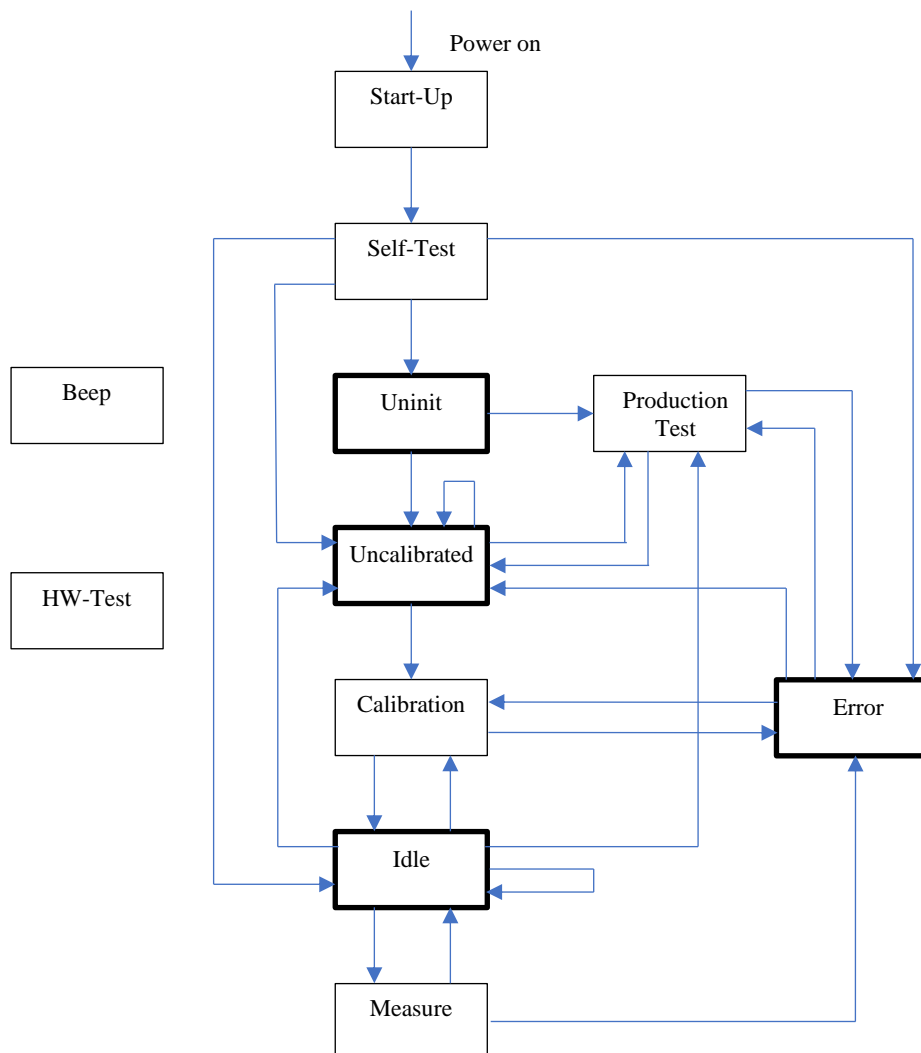 Power on
Start-Up
Self-Test
Beep
Uninit
Production
Test
Uncalibrated
HW-Test
Calibration
Error
Idle
Measure